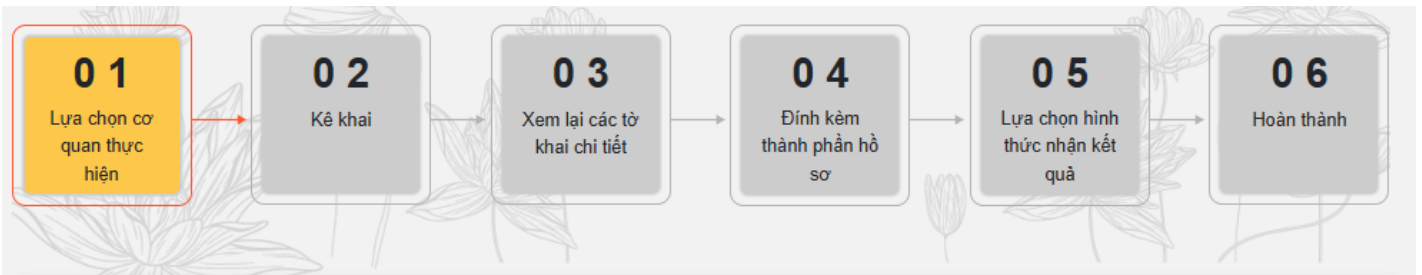 0 1
Lựa chọn cơ
quan thực
hiện
0 2
Kê khai
0 3
Xem lại các tờ
khai chi tiết
0 4
Đính kèm
thành phần hồ
sơ
0 5
Lựa chọn hình
thức nhận kết
quả
0 6
Hoàn thành